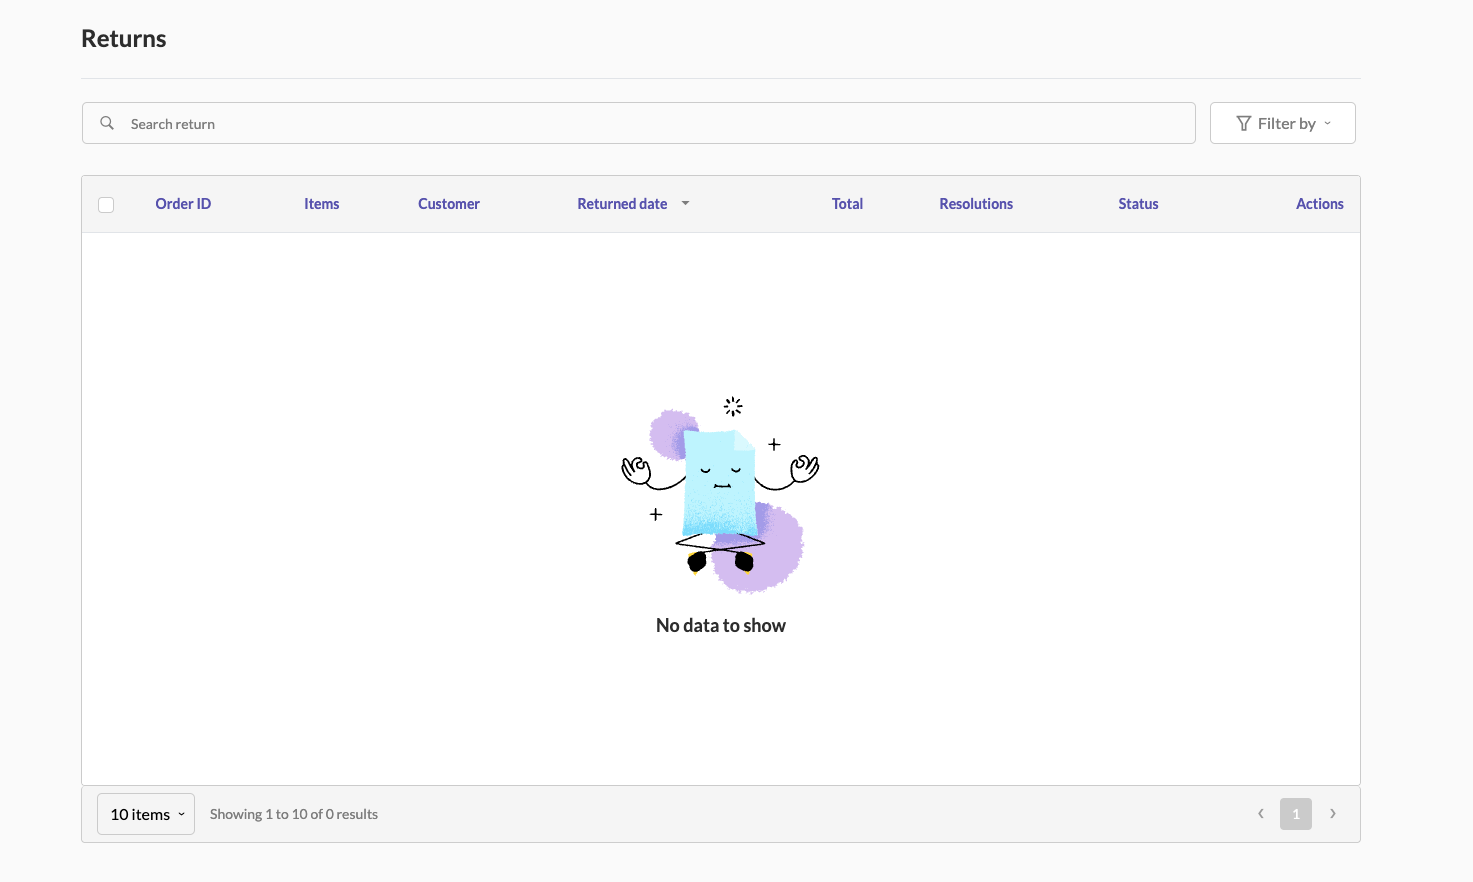 Returns
Search return
Filter by
Order ID Items Customer Returned date Total Resolutions Status Actions
No data to show
10 items Showing 1 to 10 of 0 results 1